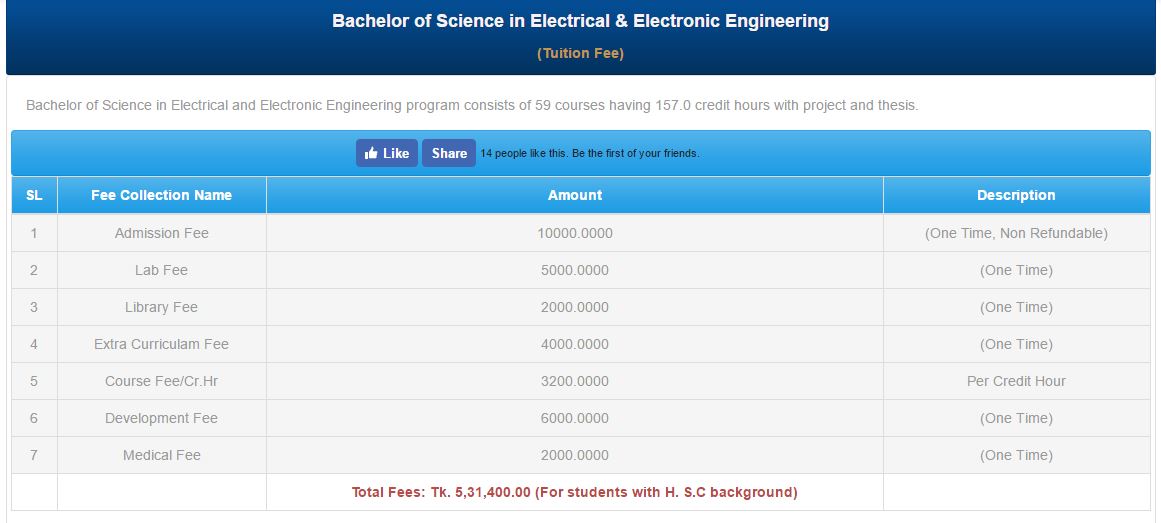 Bachelor of Science in Electrical & Electronic Engineering
(Tuition Fee)
Bachelor of Science in Electrical and Electronic Engineering program consists of 59 courses having 157.0 credit hours with project and thesis.
Like Share 14 people like this. Be the first of your friends.
SL Fee Collection Name Amount Description
1 Admission Fee 10000.0000 (One Time, Non Refundable)
2 Lab Fee 5000.0000 (One Time)
3 Library Fee 2000.0000 (One Time)
4 Extra Curriculam Fee 4000.0000 (One Time)
5 Course Fee/Cr.Hr 3200.0000 Per Credit Hour
6 Development Fee 6000.0000 (One Time)
7 Medical Fee 2000.0000 (One Time)
Total Fees: Tk. 5,31,400.00 (For students with H. S.C background)